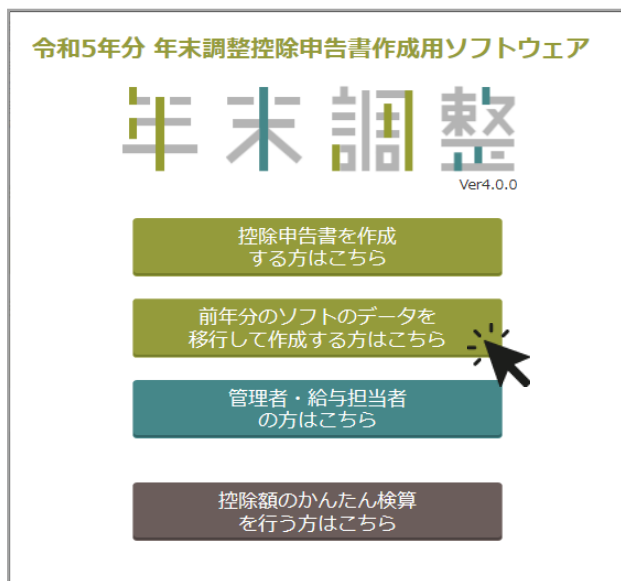 令和5年分 年末調整控除申告書作成用ソフトウェア
年末調整
Ver4.0.0
控除申告書を作成
する方はこちら
前年分のソフトのデータを
移行して作成する方はこちら
管理者・給与担当者
の方はこちら
控除額のかんたん検算
を行う方はこちら